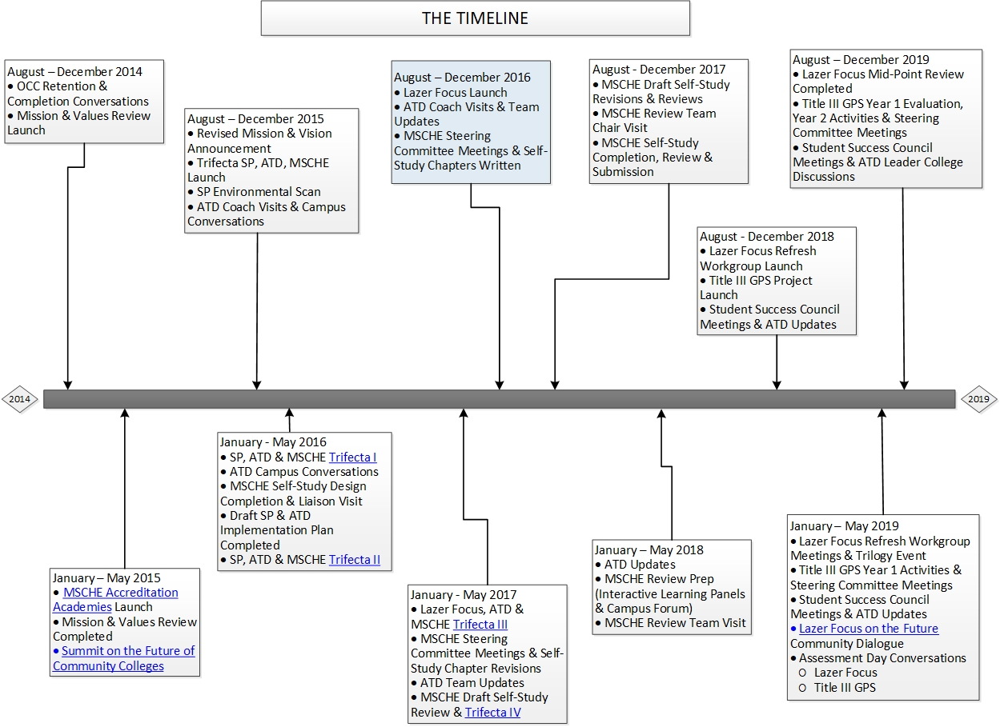 THE TIMELINE
August – December 2014
● OCC Retention &
Completion Conversations
● Mission & Values Review
Launch
August – December 2015
● Revised Mission & Vision
Announcement
● Trifecta SP, ATD, MSCHE
Launch
● SP Environmental Scan
● ATD Coach Visits & Campus
Conversations
August – December 2016
● Lazer Focus Launch
● ATD Coach Visits & Team
Updates
● MSCHE Steering
Committee Meetings & Self-
Study Chapters Written
August - December 2017
● MSCHE Draft Self-Study
Revisions & Reviews
● MSCHE Review Team
Chair Visit
● MSCHE Self-Study
Completion, Review &
Submission
August - December 2018
● Lazer Focus Refresh
Workgroup Launch
● Title III GPS Project
Launch
● Student Success Council
Meetings & ATD Updates
August – December 2019
● Lazer Focus Mid-Point Review
Completed
● Title III GPS Year 1 Evaluation,
Year 2 Activities & Steering
Committee Meetings
● Student Success Council
Meetings & ATD Leader College
Discussions
2014
2019
January – May 2015
● MSCHE Accreditation
Academies Launch
● Mission & Values Review
Completed
● Summit on the Future of
Community Colleges
January - May 2016
● SP, ATD & MSCHE Trifecta I
● ATD Campus Conversations
● MSCHE Self-Study Design
Completion & Liaison Visit
● Draft SP & ATD
Implementation Plan
Completed
● SP, ATD & MSCHE Trifecta II
January - May 2017
● Lazer Focus, ATD &
MSCHE Trifecta III
● MSCHE Steering
Committee Meetings & Self-
Study Chapter Revisions
● ATD Team Updates
● MSCHE Draft Self-Study
Review & Trifecta IV
January – May 2018
● ATD Updates
● MSCHE Review Prep
(Interactive Learning Panels
& Campus Forum)
● MSCHE Review Team Visit
January – May 2019
● Lazer Focus Refresh Workgroup
Meetings & Trilogy Event
● Title III GPS Year 1 Activities &
Steering Committee Meetings
● Student Success Council
Meetings & ATD Updates
● Lazer Focus on the Future
Community Dialogue
● Assessment Day Conversations
○ Lazer Focus
○ Title III GPS